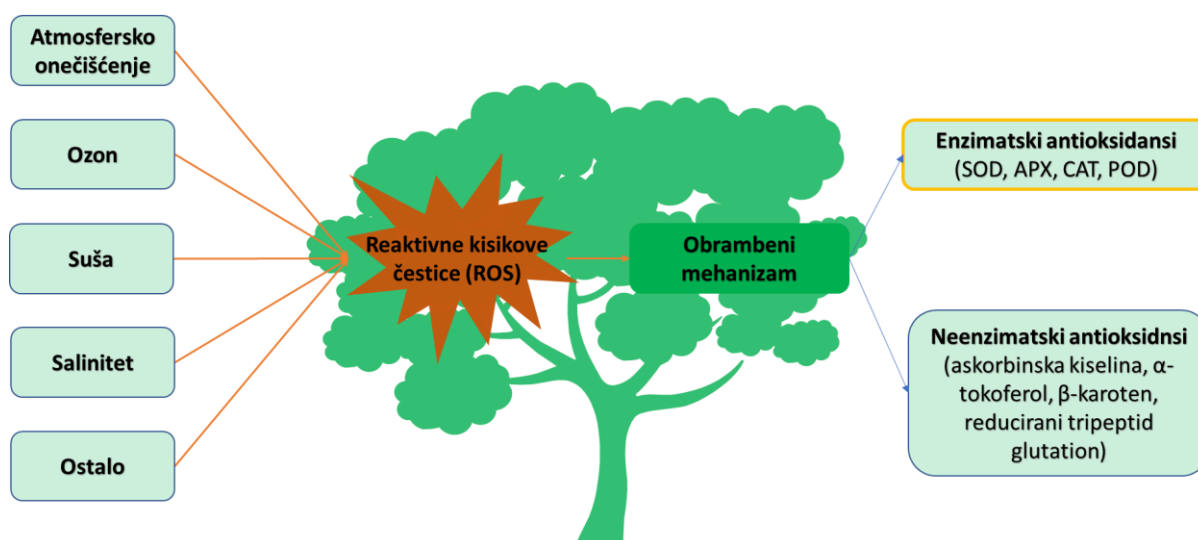 Atmosfersko
onečišćenje
Ozon
Suša
Salinitet
Ostalo
Reaktivne kisikove
čestice (ROS)
Obrambeni
mehanizam
Enzimatski antioksidansi
(SOD, APX, CAT, POD)
Neenzimatski antioksidnsi
(askorbinska kiselina, α-
tokoferol, β-karoten,
reducirani tripeptid
glutation)